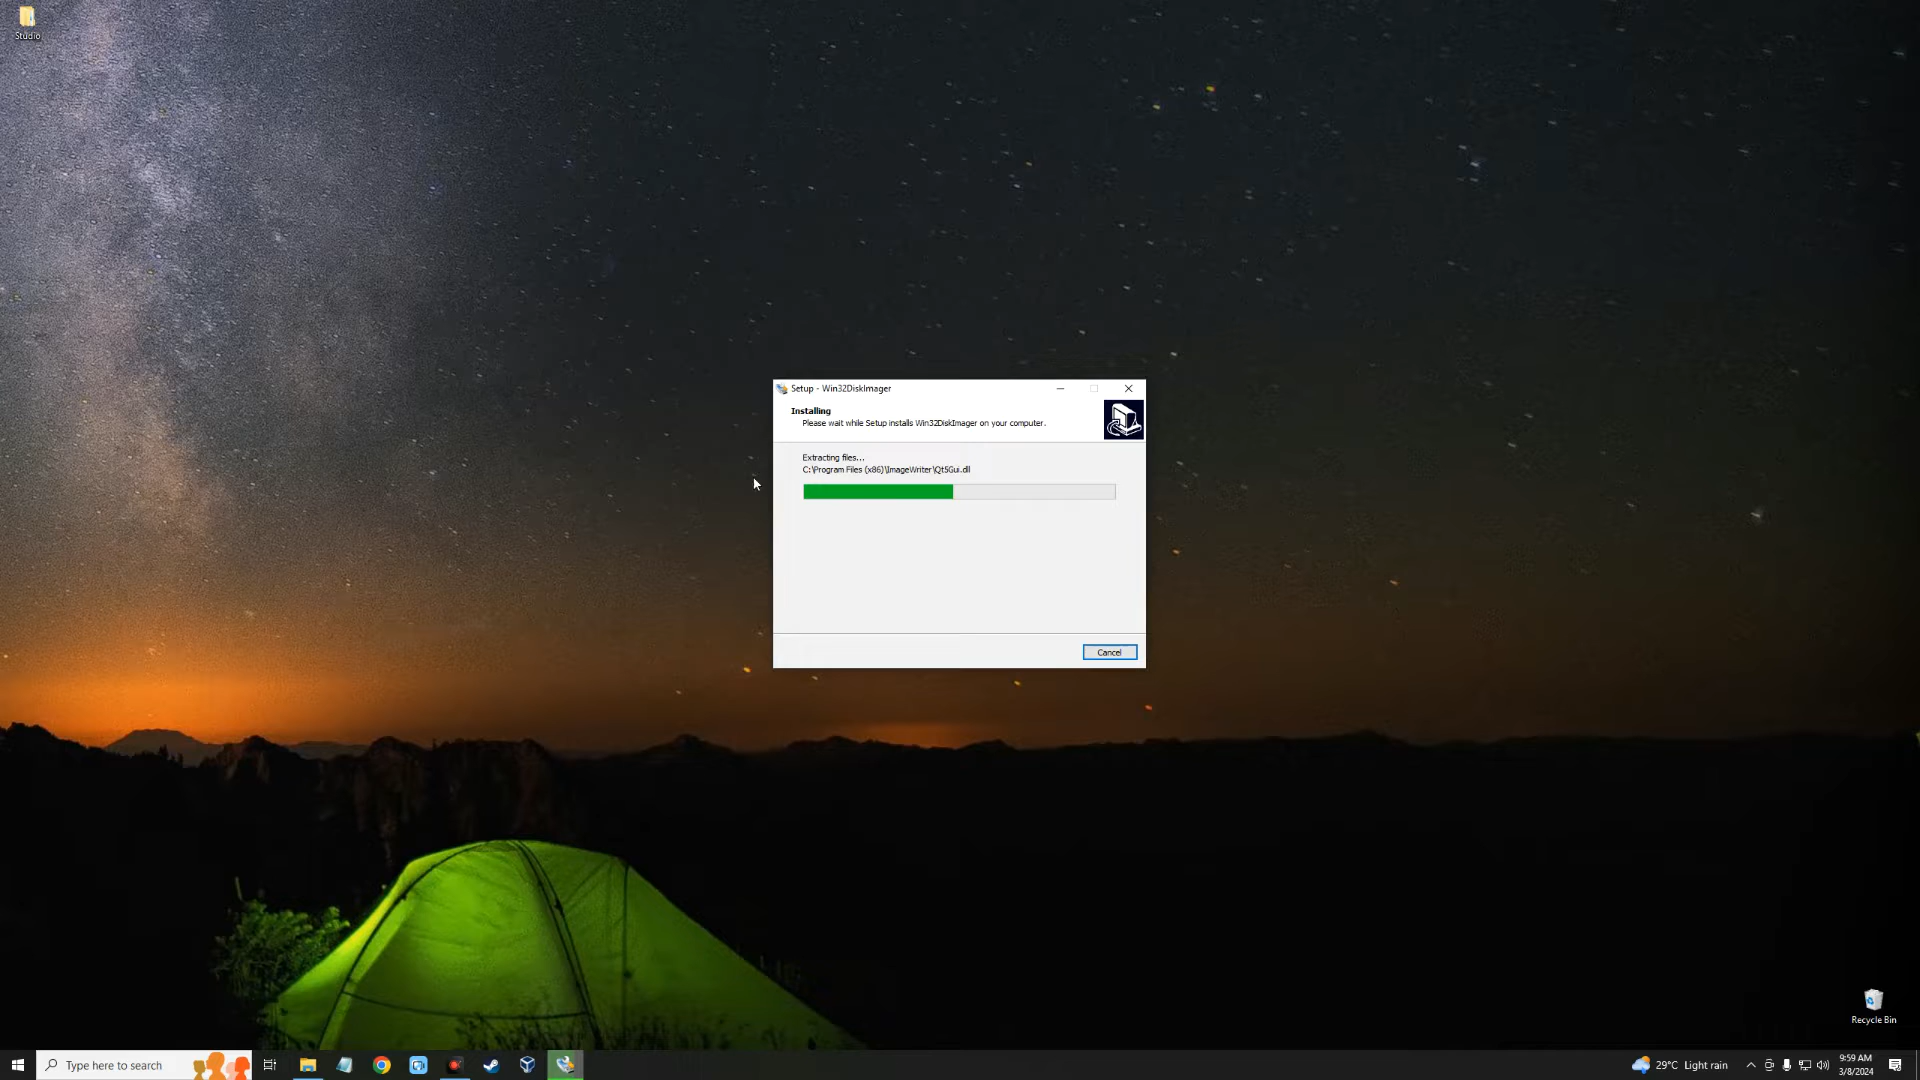 Studio
Setup - Win32DiskImager
Installing
Please wait while Setup installs Win32DiskImager on your computer.
Extracting files...
C:\Program Files (x86)\ImageWriter\Qt5Gui.dll
Cancel
Recycle Bin
Type here to search
29°C Light rain
9:59 AM
3/8/2024